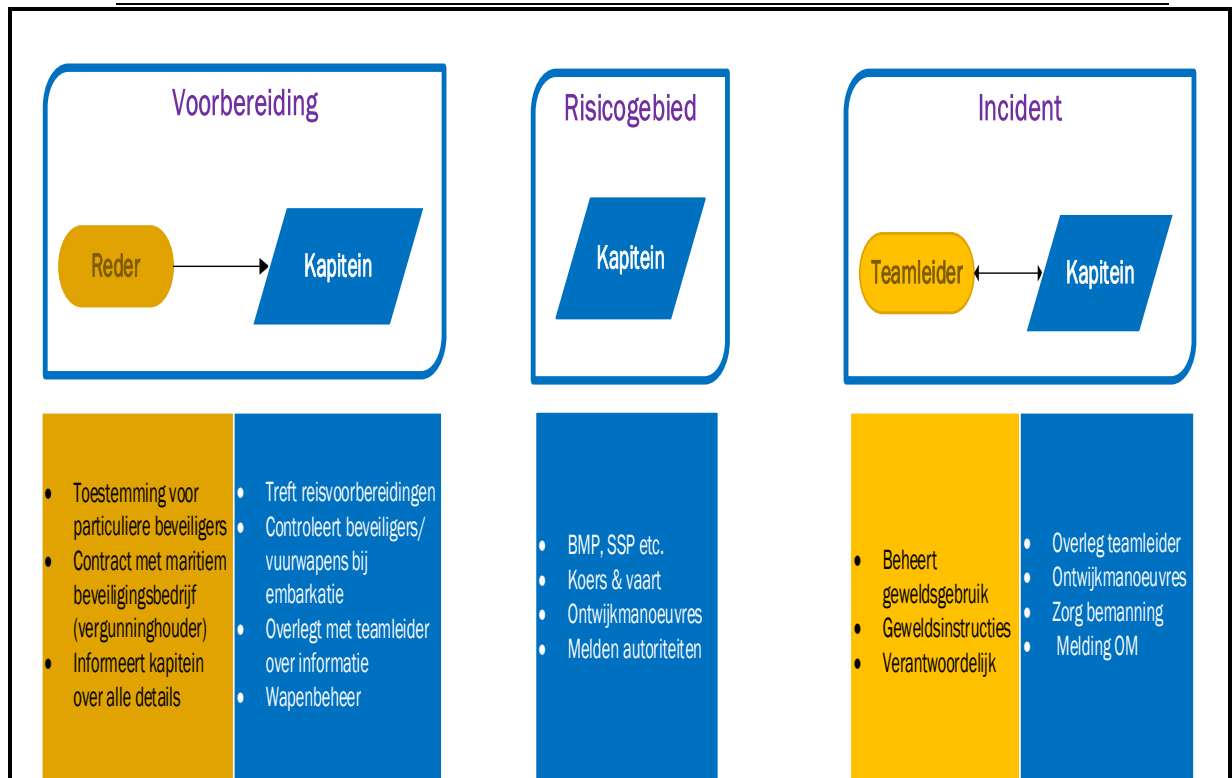 Voorbereiding
Reder
Kapitein
Risicogebied
Kapitein
Incident
Teamleider
Kapitein
• Toestemming voor
particuliere beveiligers
• Contract met maritiem
beveiligingsbedrijf
(vergunninghouder)
• Informeert kapitein
over alle details
• Treft reisvoorbereidingen
• Controleert beveiligers/
vuurwapens bij
embarkatie
• Overlegt met teamleider
over informatie
• Wapenbeheer
• BMP, SSP etc.
• Koers & vaart
• Ontwijkmanoeuvres
• Melden autoriteiten
• Beheert
geweldsgebruik
• Geweldsinstructies
• Verantwoordelijk
• Overleg teamleider
• Ontwijkmanoeuvres
• Zorg bemanning
• Melding OM